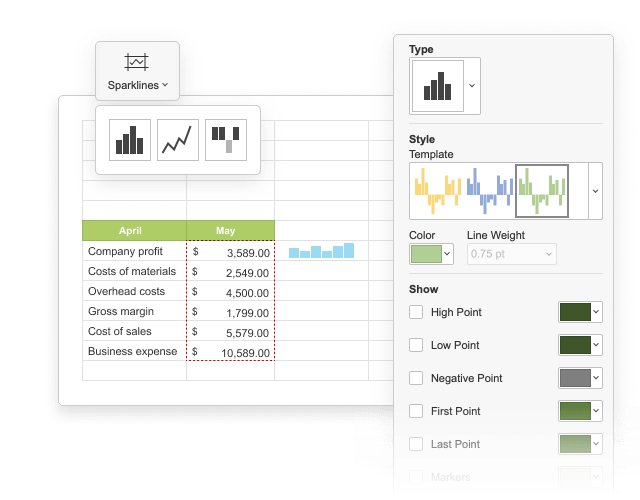 Sparklines
April May
Company profit $ 3,589.00
Costs of materials $ 2,549.00
Overhead costs $ 4,500.00
Gross margin $ 1,799.00
Cost of sales $ 5,579.00
Business expense $ 10,589.00
Type
Style
Template
Color Line Weight
0.75 pt
Show
High Point
Low Point
Negative Point
First Point
Last Point
Markers